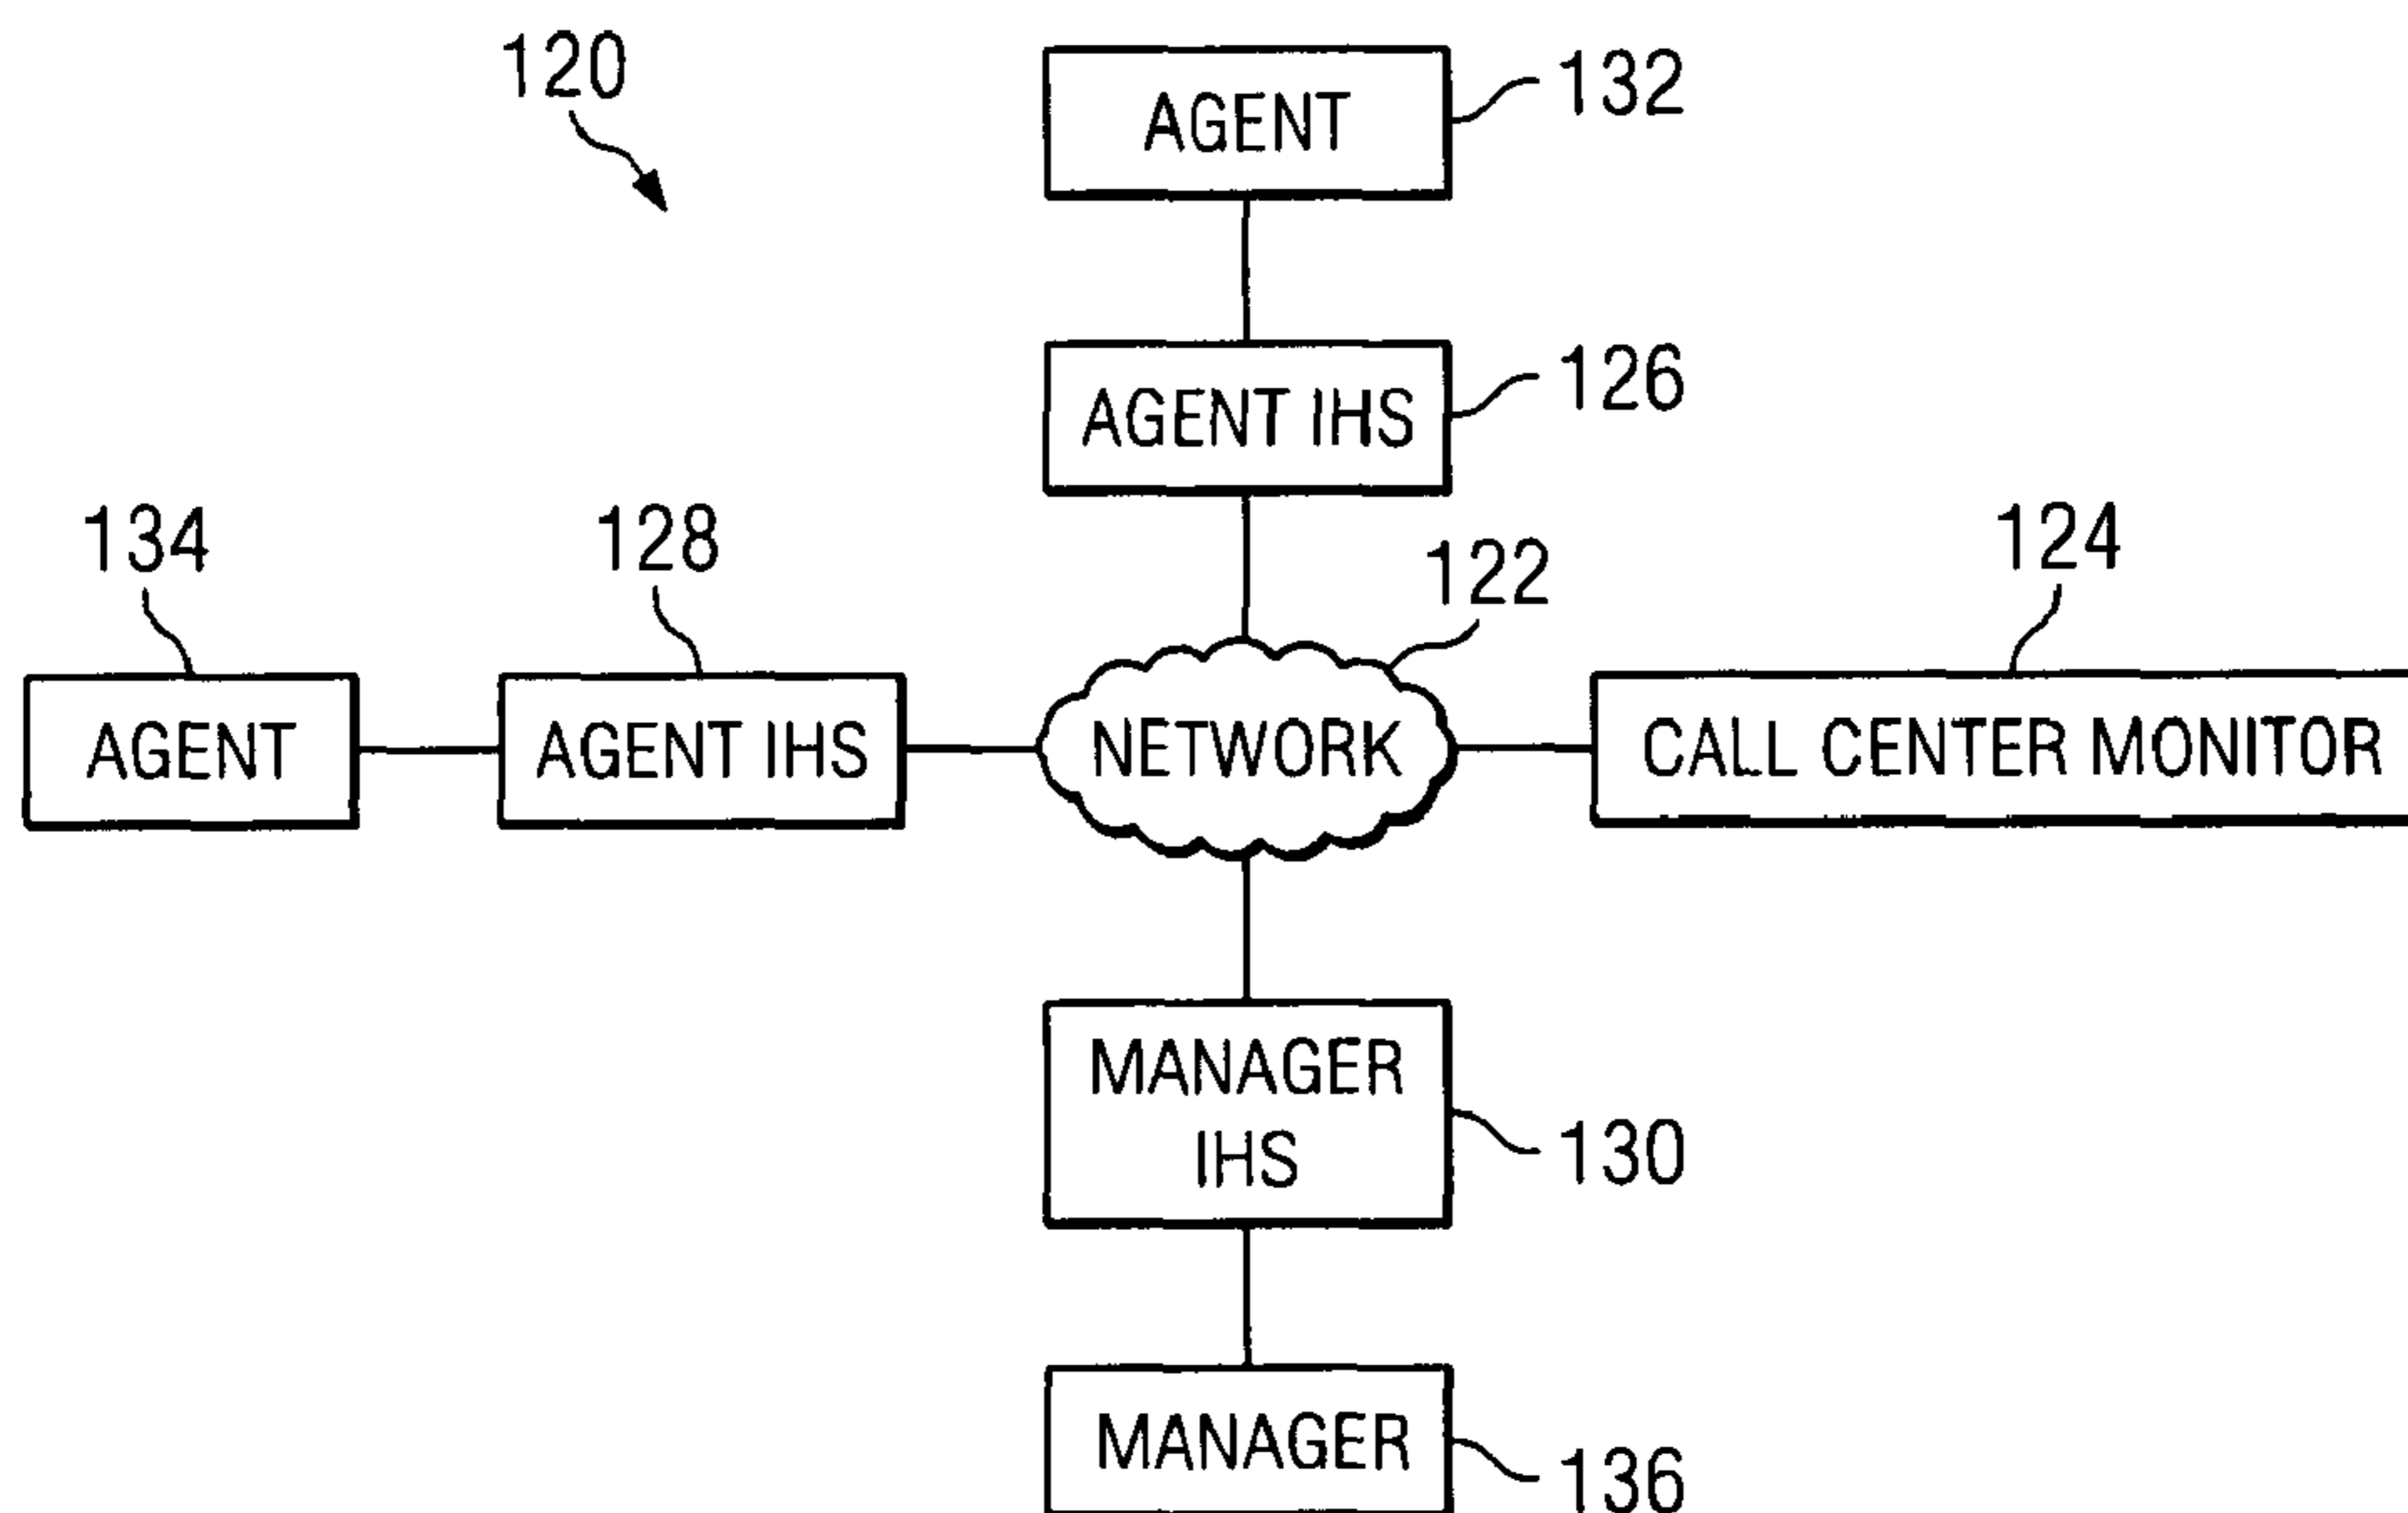 120
AGENT
132
AGENT IHS
126
134
128
122
124
AGENT
AGENT IHS
NETWORK
CALL CENTER MONITOR
MANAGER
IHS
130
MANAGER
136